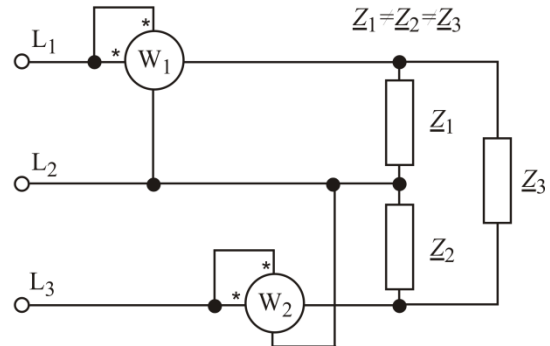 L₁
* W₁ *
Z₁=Z₂=Z₃
Z₁
L₂
Z₃
Z₂
L₃
* W₂ *